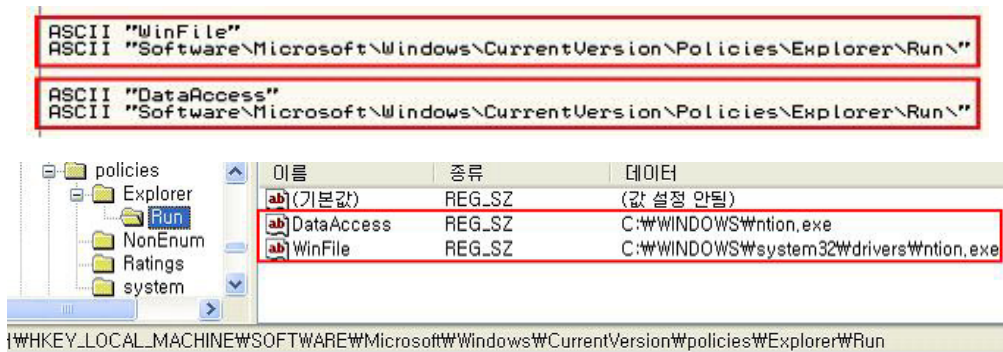 ASCII "WinFile"
ASCII "Software\Microsoft\Windows\CurrentVersion\Policies\Explorer\Run\"
ASCII "DataAccess"
ASCII "Software\Microsoft\Windows\CurrentVersion\Policies\Explorer\Run\"
policies
Explorer
Run
NonEnum
Ratings
system
이름 종류 데이터
ab (기본값) REG_SZ (값 설정 안됨)
ab DataAccess REG_SZ C:₩WINDOWS₩ntion.exe
ab WinFile REG_SZ C:₩WINDOWS₩system32₩drivers₩ntion.exe
₩HKEY_LOCAL_MACHINE₩SOFTWARE₩Microsoft₩Windows₩CurrentVersion₩policies₩Explorer₩Run